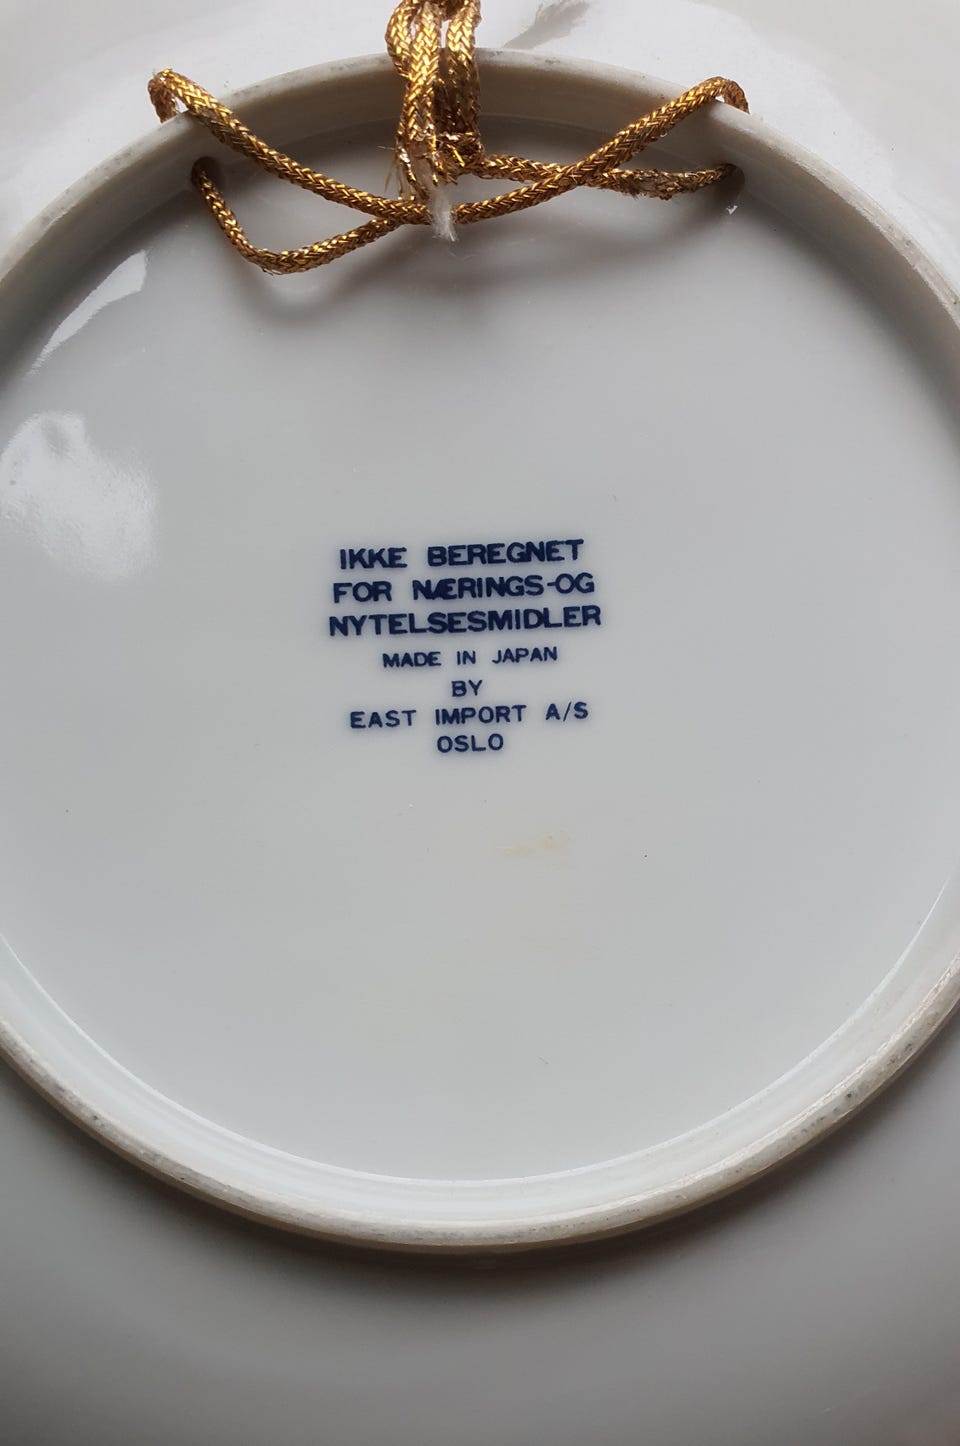 IKKE BEREGNET
FOR NÆRINGS-OG
NYTELSESMIDLER
MADE IN JAPAN
BY
EAST IMPORT A/S
OSLO